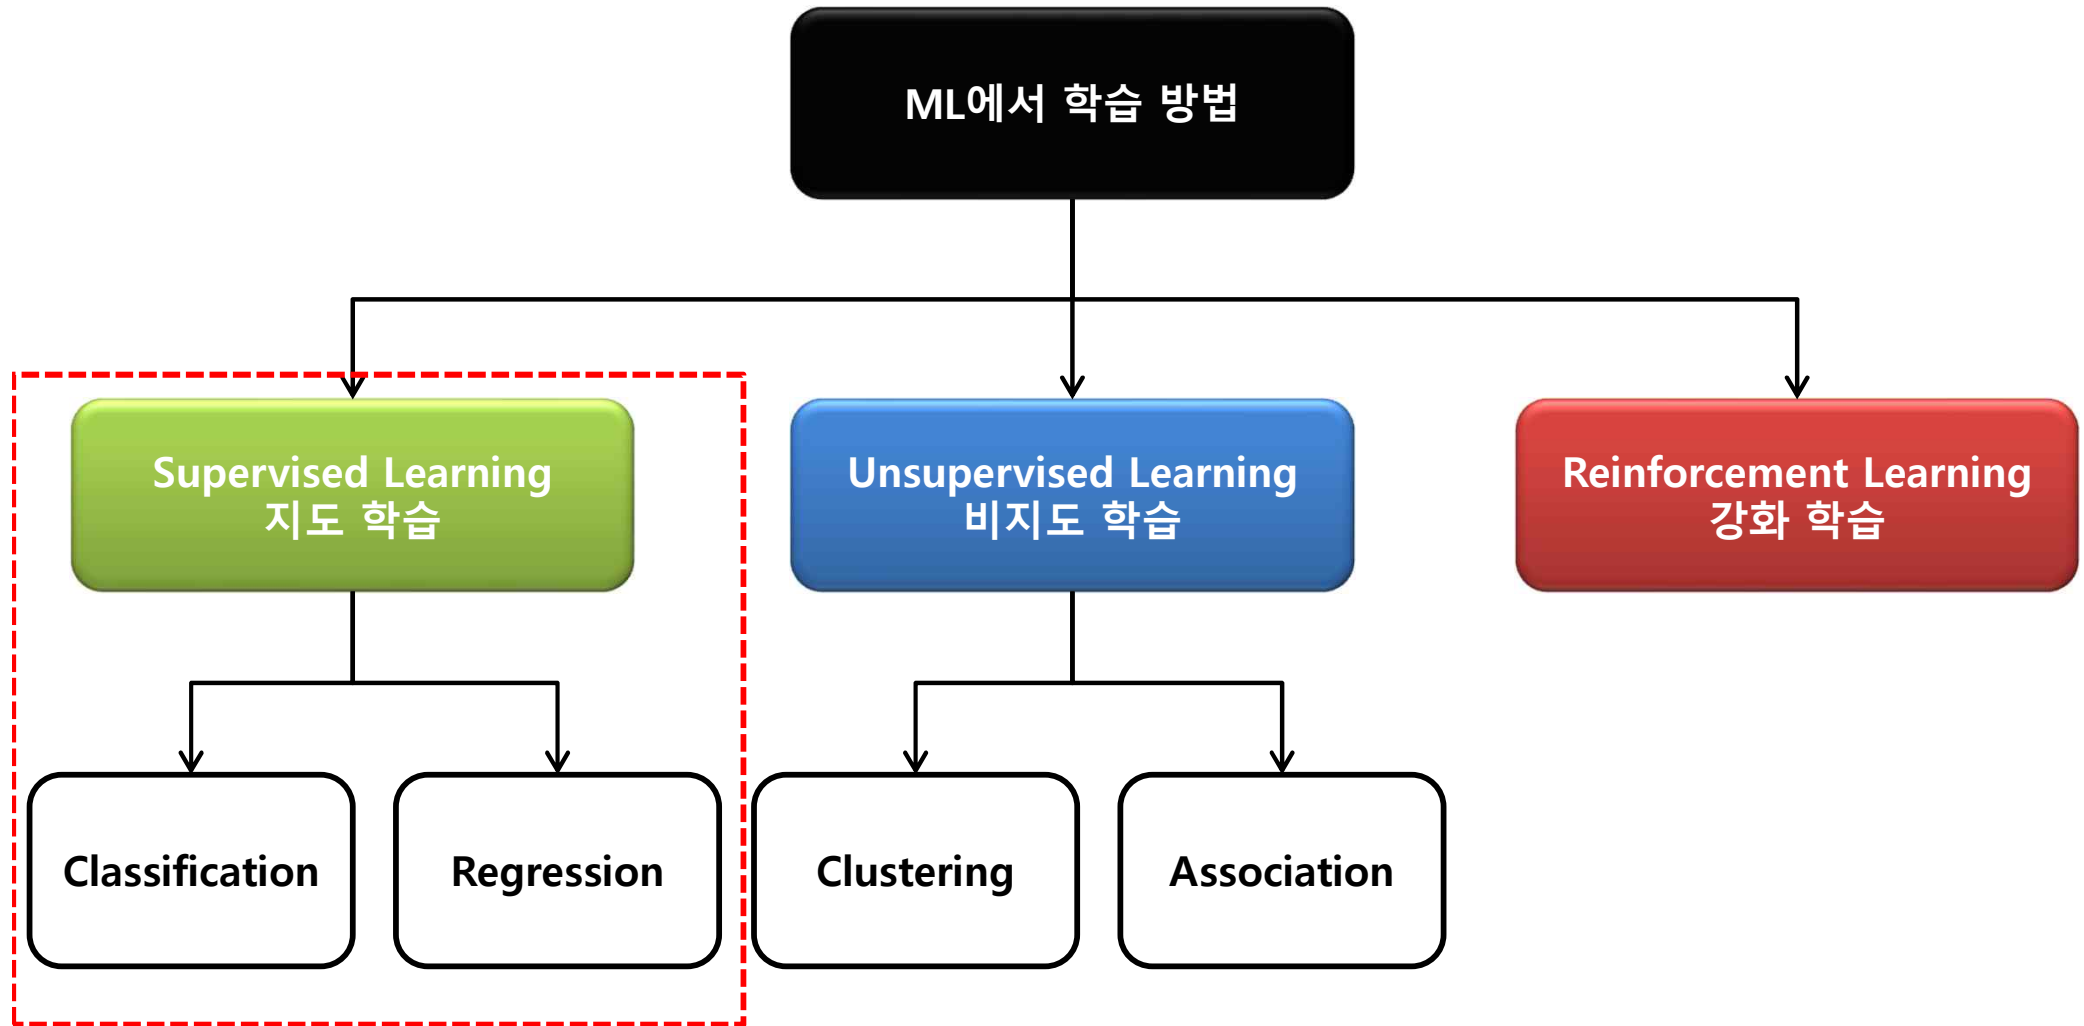 ML에서 학습 방법
Supervised Learning
지도 학습
Unsupervised Learning
비지도 학습
Reinforcement Learning
강화 학습
Classification
Regression
Clustering
Association